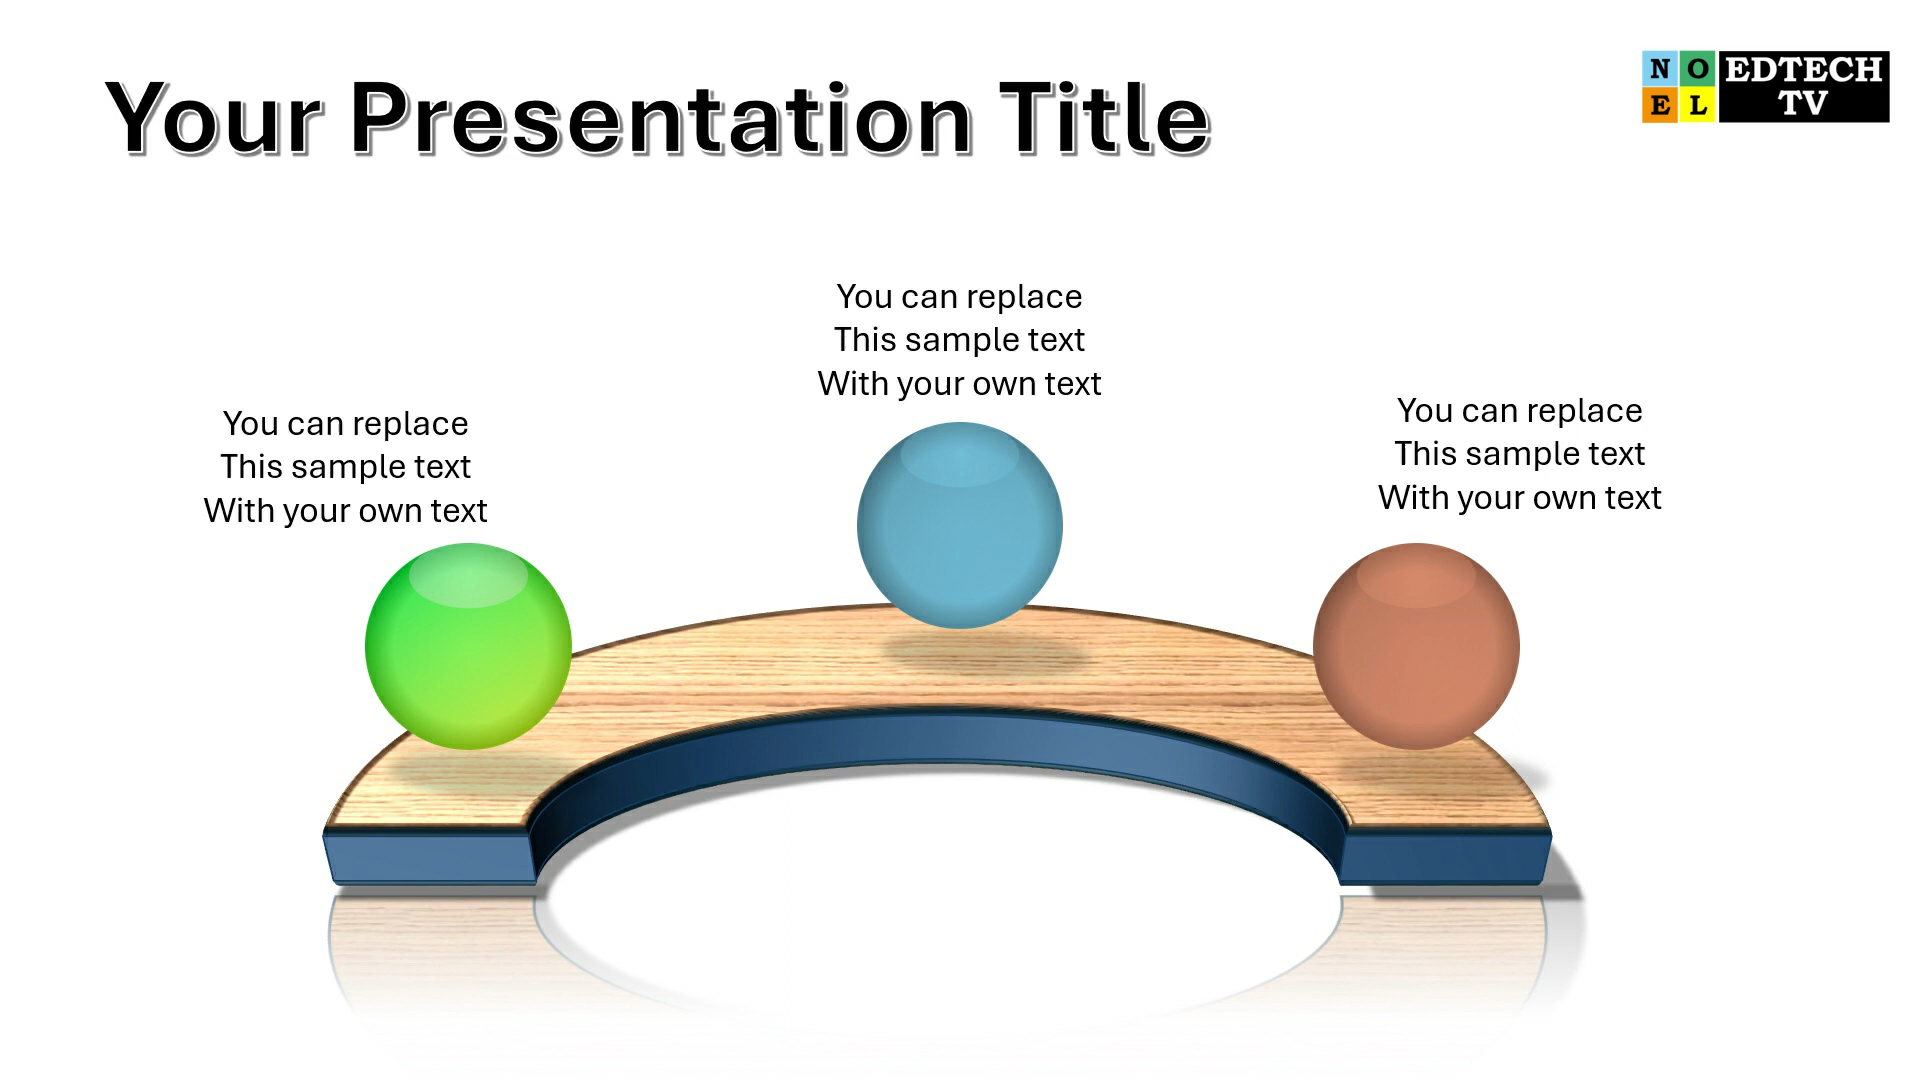 Your Presentation Title
N O
E L
EDTECH
TV
You can replace
This sample text
With your own text
You can replace
This sample text
With your own text
You can replace
This sample text
With your own text